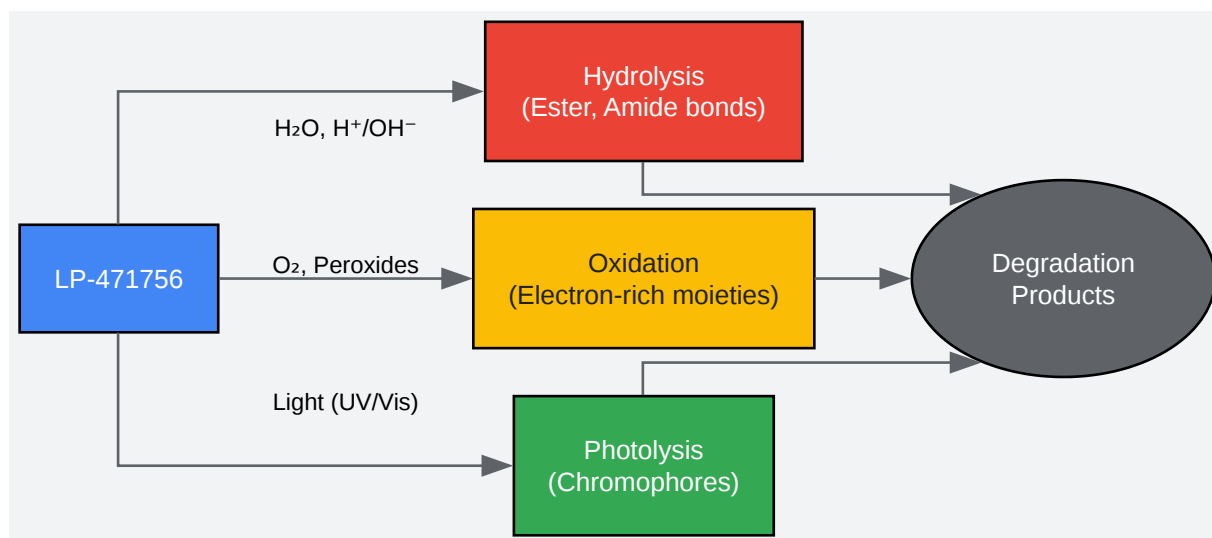 Hydrolysis
(Ester, Amide bonds)
H₂O, H⁺/OH⁻
LP-471756
O₂, Peroxides
Oxidation
(Electron-rich moieties)
Degradation
Products
Light (UV/Vis)
Photolysis
(Chromophores)